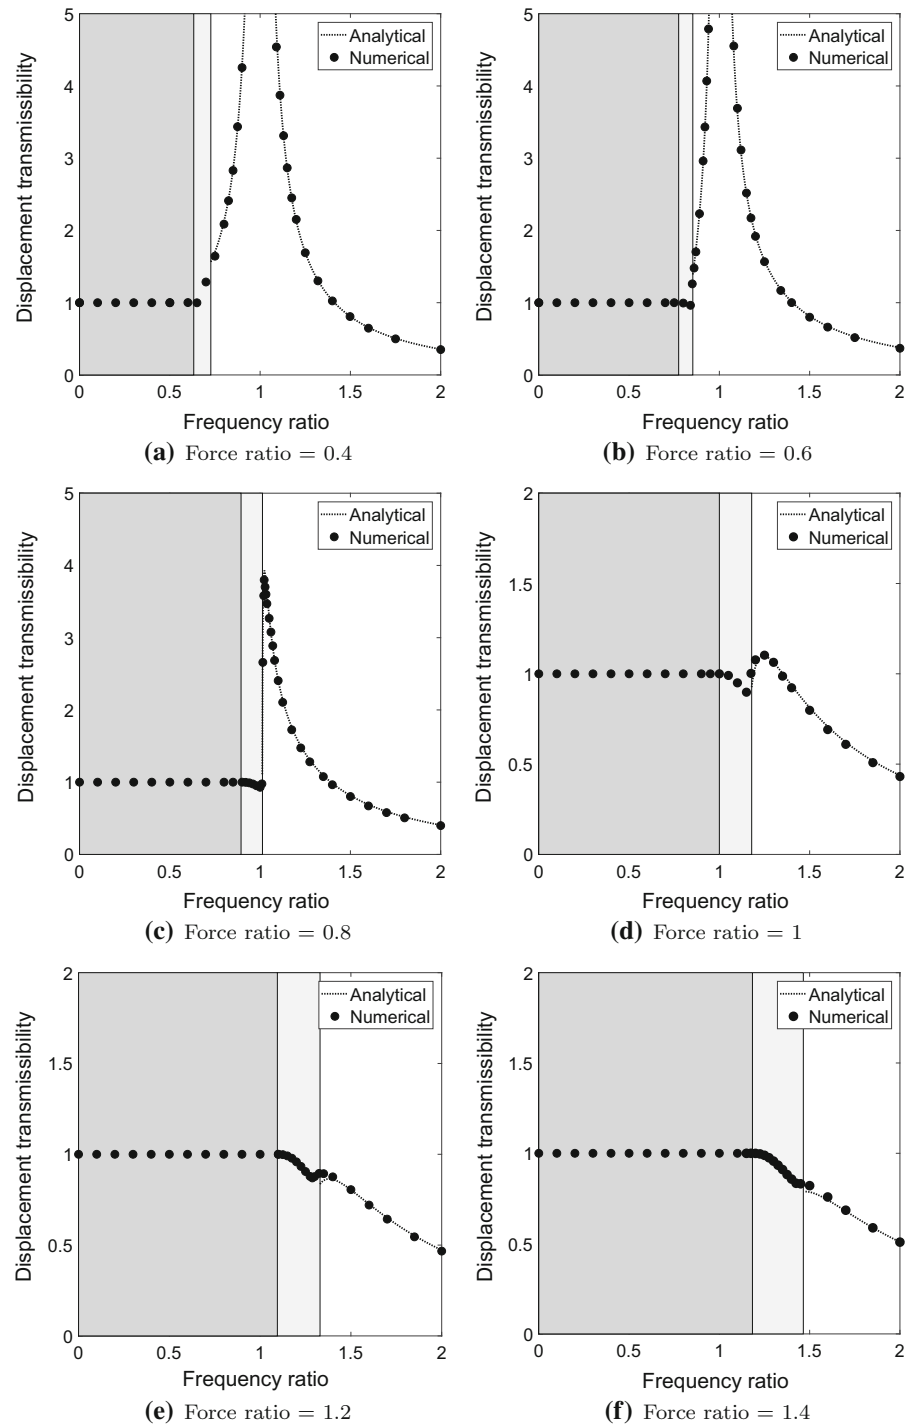 Displacement transmissibility
5
4
3
2
1
0
Analytical
Numerical
0 0.5 1 1.5 2
Frequency ratio
(a) Force ratio = 0.4
Displacement transmissibility
5
4
3
2
1
0
Analytical
Numerical
0 0.5 1 1.5 2
Frequency ratio
(b) Force ratio = 0.6
Displacement transmissibility
5
4
3
2
1
0
Analytical
Numerical
0 0.5 1 1.5 2
Frequency ratio
(c) Force ratio = 0.8
Displacement transmissibility
2
1.5
1
0.5
0
Analytical
Numerical
0 0.5 1 1.5 2
Frequency ratio
(d) Force ratio = 1
Displacement transmissibility
2
1.5
1
0.5
0
Analytical
Numerical
0 0.5 1 1.5 2
Frequency ratio
(e) Force ratio = 1.2
Displacement transmissibility
2
1.5
1
0.5
0
Analytical
Numerical
0 0.5 1 1.5 2
Frequency ratio
(f) Force ratio = 1.4